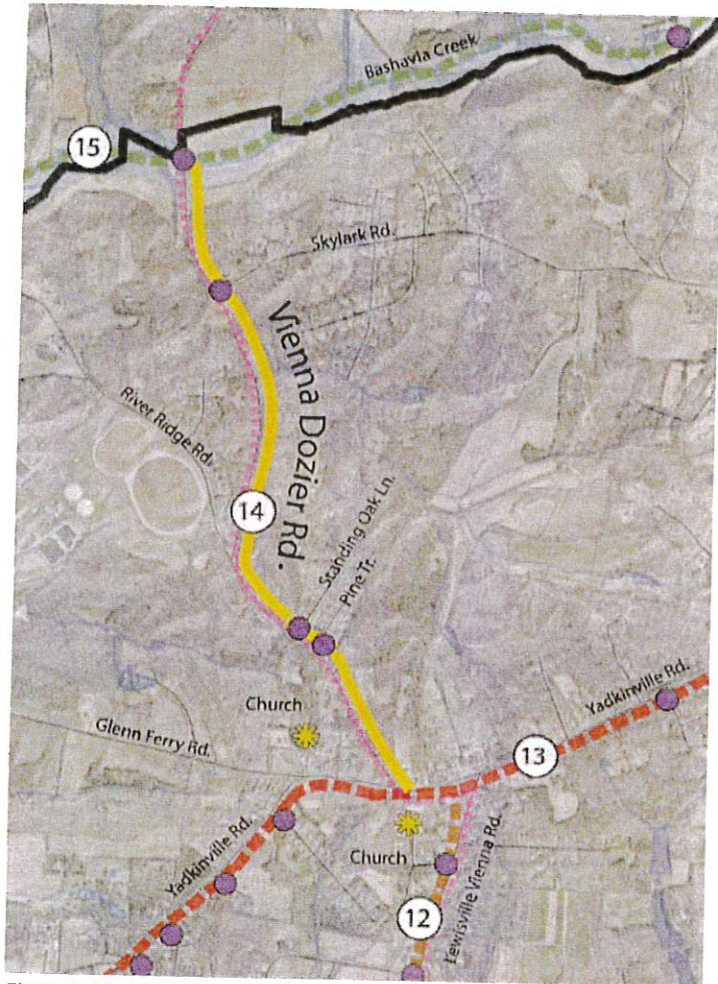 Bashavia Creek
15
Skylark Rd.
Vienna Dozier Rd.
River Ridge Rd.
14
Standing Oak Ln.
Pine Tr.
Church
Glenn Ferry Rd.
Yadkinville Rd.
13
Yadkinville Rd.
Church
Lewisville Vienna Rd.
12